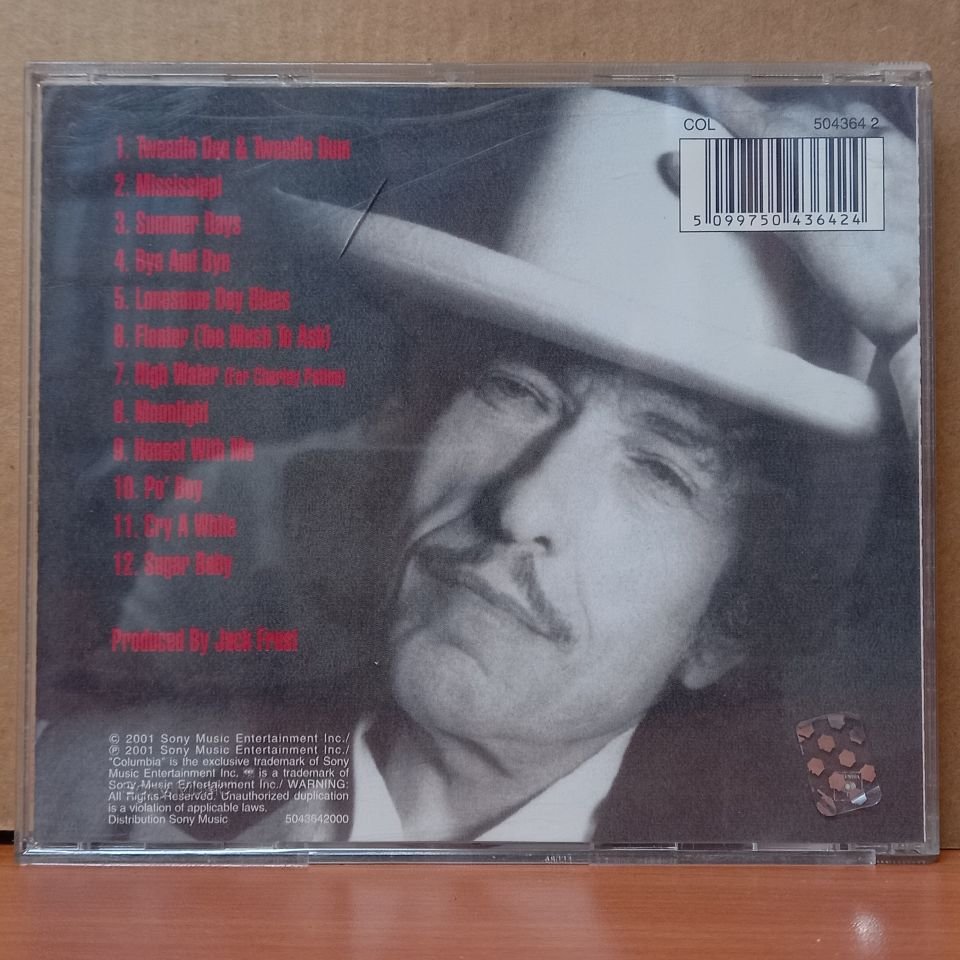 COL 504364 2
5 099750 436424
1. Tweedle Dee & Tweedle Dum
2. Mississippi
3. Summer Days
4. Bye And Bye
5. Lonesome Day Blues
6. Floater (Too Much To Ask)
7. High Water (For Charley Patton)
8. Moonlight
9. Honest With Me
10. Po' Boy
11. Cry A While
12. Sugar Baby
Produced By Jack Frost
© 2001 Sony Music Entertainment Inc./
℗ 2001 Sony Music Entertainment Inc./
"Columbia" is the exclusive trademark of Sony
Music Entertainment Inc. is a trademark of
Sony Music Entertainment Inc./ WARNING:
All Rights Reserved. Unauthorized duplication
is a violation of applicable laws.
Distribution Sony Music 5043642000